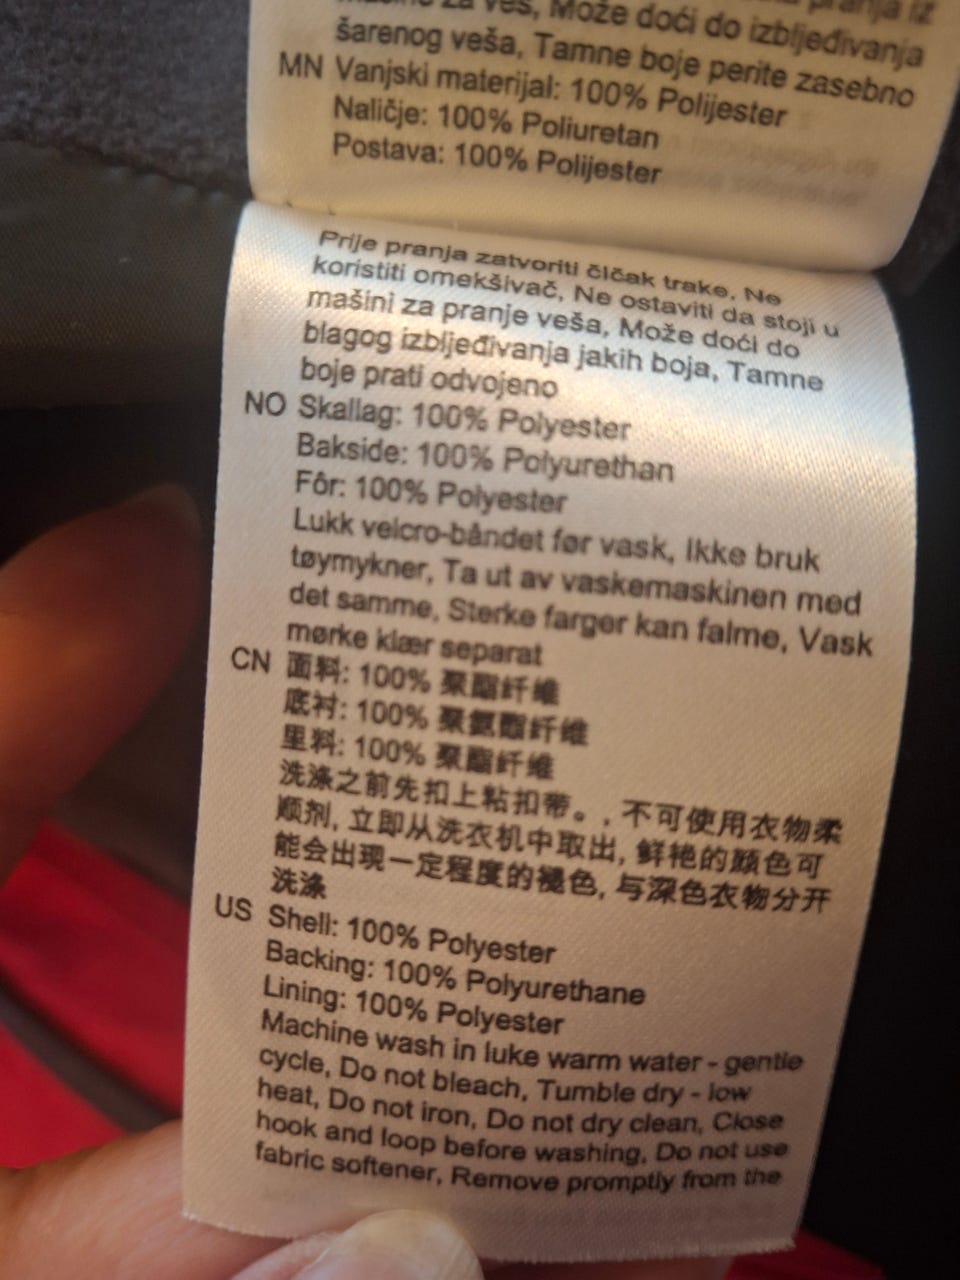 mašine za veš, Može doći do izbljeđivanja
šarenog veša, Tamne boje perite zasebno
MN Vanjski materijal: 100% Polijester
Naličje: 100% Poliuretan
Postava: 100% Polijester
Prije pranja zatvoriti čičak trake, Ne
koristiti omekšivač, Ne ostaviti da stoji u
mašini za pranje veša, Može doći do
blagog izbljeđivanja jakih boja, Tamne
boje prati odvojeno
NO Skallag: 100% Polyester
Bakside: 100% Polyurethan
Fôr: 100% Polyester
Lukk velcro-båndet før vask, Ikke bruk
tøymykner, Ta ut av vaskemaskinen med
det samme, Sterke farger kan falme, Vask
mørke klær separat
CN 面料: 100% 聚酯纤维
底衬: 100% 聚氨酯纤维
里料: 100% 聚酯纤维
洗涤之前先扣上粘扣带。, 不可使用衣物柔
顺剂, 立即从洗衣机中取出, 鲜艳的颜色可
能会出现一定程度的褪色, 与深色衣物分开
洗涤
US Shell: 100% Polyester
Backing: 100% Polyurethane
Lining: 100% Polyester
Machine wash in luke warm water - gentle
cycle, Do not bleach, Tumble dry - low
heat, Do not iron, Do not dry clean, Close
hook and loop before washing, Do not use
fabric softener, Remove promptly from the